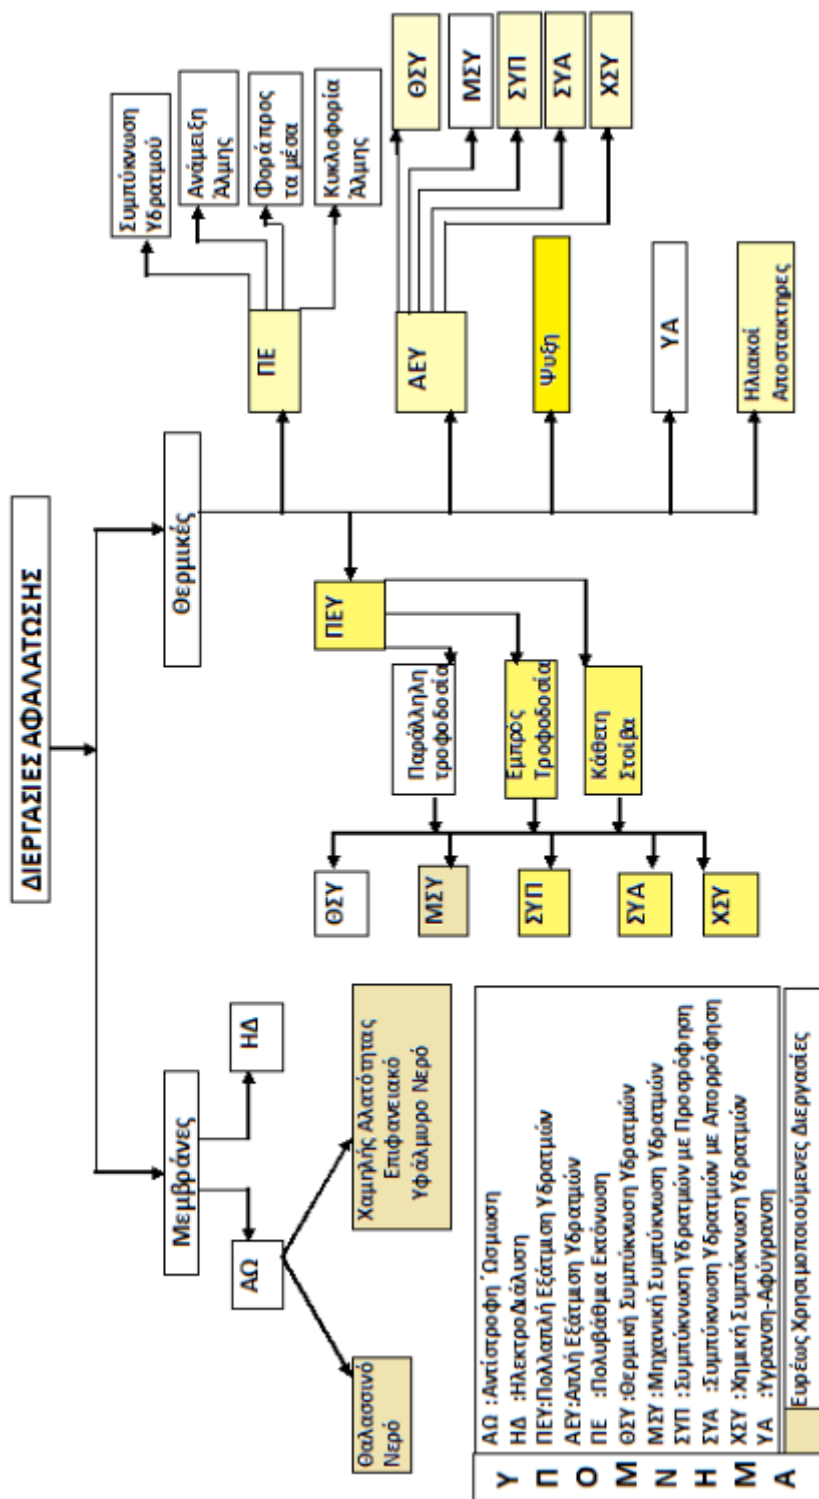 ΔΙΕΡΓΑΣΙΕΣ ΑΦΑΛΑΤΩΣΗΣ
Μεμβράνες
Θερμικές
ΑΩ
ΗΔ
Θαλασσινό
Νερό
Χαμηλής Αλατότητας
Επιφανειακό
Υφάλμυρο Νερό
ΠΕΥ
Παράλληλη
τροφοδοσία
Εμπρός
Τροφοδοσία
Κάθετη
Στοίβα
ΘΣΥ
ΜΣΥ
ΣΥΠ
ΣΥΑ
ΧΣΥ
ΠΕ
Συμπύκνωση
Υδρατμού
Ανάμειξη
Άλμης
Φορά προς
τα μέσα
Κυκλοφορία
Άλμης
ΑΕΥ
ΘΣΥ
ΜΣΥ
ΣΥΠ
ΣΥΑ
ΧΣΥ
Ψυξη
ΥΑ
Ηλιακοί
Αποστακτηρες
Υ
Π
Ο
Μ
Ν
Η
Μ
Α
ΑΩ :Αντίστροφη Ώσμωση
ΗΔ :ΗλεκτροΔιάλυση
ΠΕΥ:Πολλαπλή Εξάτμιση Υδρατμών
ΑΕΥ:Απλή Εξάτμιση Υδρατμών
ΠΕ :Πολυβάθμια Εκτόνωση
ΘΣΥ :Θερμική Συμπύκνωση Υδρατμών
ΜΣΥ :Μηχανική Συμπύκνωση Υδρατμών
ΣΥΠ :Συμπύκνωση Υδρατμών με Προσρόφηση
ΣΥΑ :Συμπύκνωση Υδρατμών με Απορρόφηση
ΧΣΥ :Χημική Συμπύκνωση Υδρατμών
ΥΑ :Υγρανση-Αφύγρανση
Ευρέως Χρησιμοποιούμενες Διεργασίες